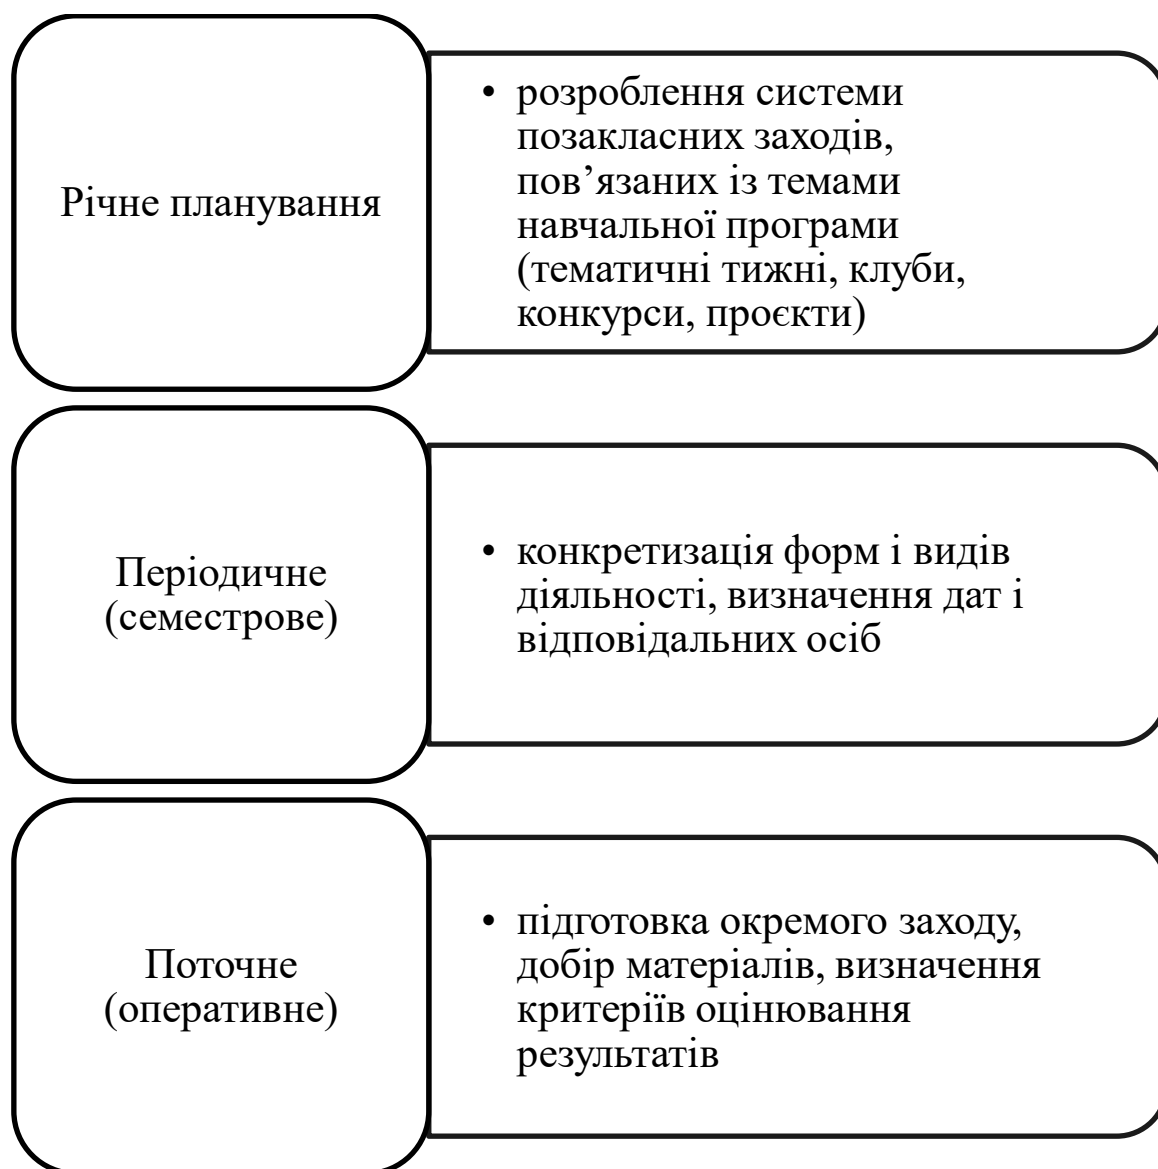 Річне планування
• розроблення системи
позакласних заходів,
пов’язаних із темами
навчальної програми
(тематичні тижні, клуби,
конкурси, проєкти)
Періодичне
(семестрове)
• конкретизація форм і видів
діяльності, визначення дат і
відповідальних осіб
Поточне
(оперативне)
• підготовка окремого заходу,
добір матеріалів, визначення
критеріїв оцінювання
результатів